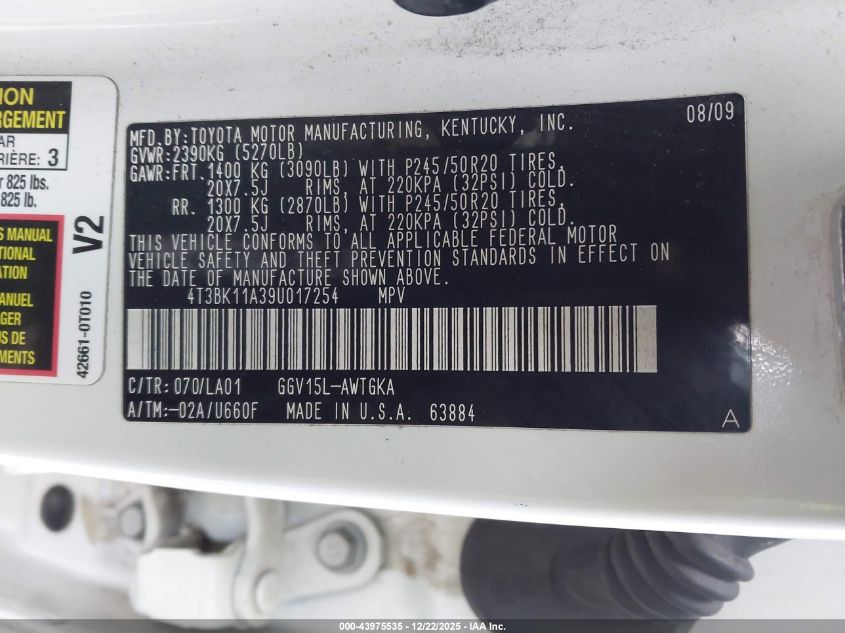 ION
RGEMENT
AR
RIÈRE: 3
r 825 lbs.
825 lb.
S MANUAL
TIONAL
ATION
ANUEL
GER
US DE
EMENTS
V2
42661-0T010
08/09
MFD.BY:TOYOTA MOTOR MANUFACTURING, KENTUCKY, INC.
GVWR:2390KG (5270LB)
GAWR:FRT.1400 KG (3090LB) WITH P245/50R20 TIRES,
20X7.5J RIMS, AT 220KPA (32PSI) COLD.
RR. 1300 KG (2870LB) WITH P245/50R20 TIRES,
20X7.5J RIMS, AT 220KPA (32PSI) COLD.
THIS VEHICLE CONFORMS TO ALL APPLICABLE FEDERAL MOTOR
VEHICLE SAFETY AND THEFT PREVENTION STANDARDS IN EFFECT ON
THE DATE OF MANUFACTURE SHOWN ABOVE.
4T3BK11A39U017254 MPV
C/TR: 070/LA01 GGV15L-AWTGKA
A/TM:-02A/U660F MADE IN U.S.A. 63884
A
000-43975535 - 12/22/2025 - IAA Inc.